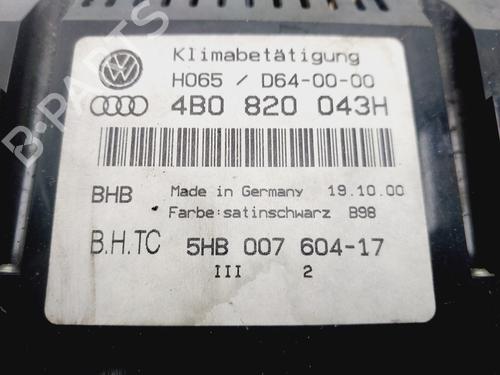 Klimabetätigung
H065 / D64-00-00
4B0 820 043H
BHB Made in Germany 19.10.00
Farbe:satinschwarz B98
B.H.TC 5HB 007 604-17
III 2
B-PARTS